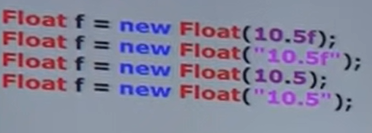 Float f = new Float(10.5f);
Float f = new Float("10.5f");
Float f = new Float(10.5);
Float f = new Float("10.5");